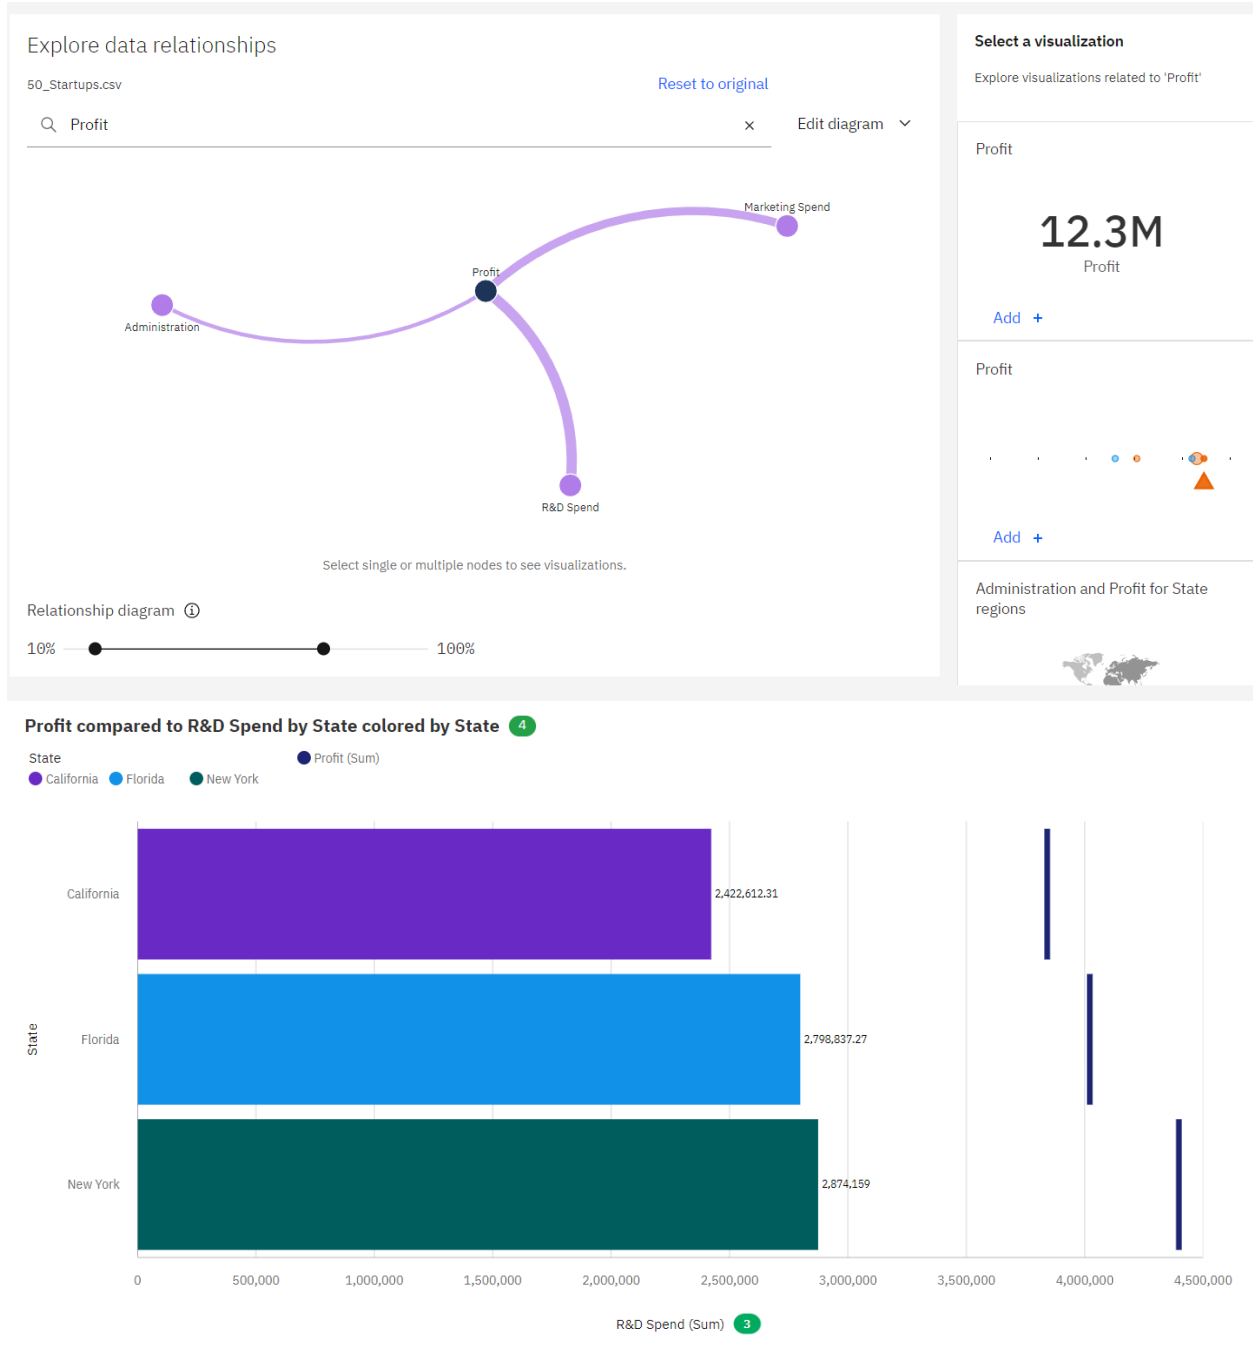 Explore data relationships
50_Startups.csv
Reset to original
Profit
Edit diagram
Marketing Spend
Profit
Administration
R&D Spend
Select single or multiple nodes to see visualizations.
Relationship diagram
10%
100%
Select a visualization
Explore visualizations related to 'Profit'
Profit
12.3M
Profit
Add +
Profit
Add +
Administration and Profit for State
regions
Profit compared to R&D Spend by State colored by State 4
State
Profit (Sum)
California Florida New York
California
2,422,612.31
Florida
2,798,837.27
New York
2,874,159
State
0 500,000 1,000,000 1,500,000 2,000,000 2,500,000 3,000,000 3,500,000 4,000,000 4,500,000
R&D Spend (Sum) 3